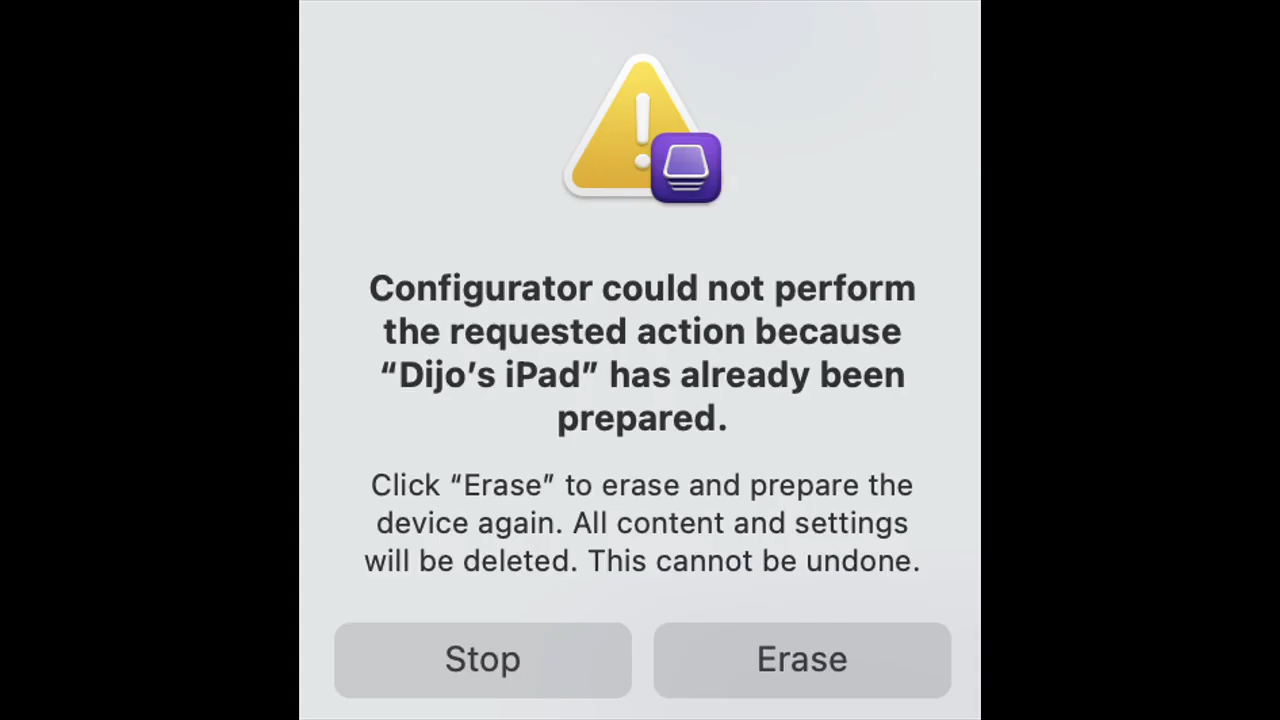 Configurator could not perform
the requested action because
“Dijo’s iPad” has already been
prepared.
Click “Erase” to erase and prepare the
device again. All content and settings
will be deleted. This cannot be undone.
Stop
Erase